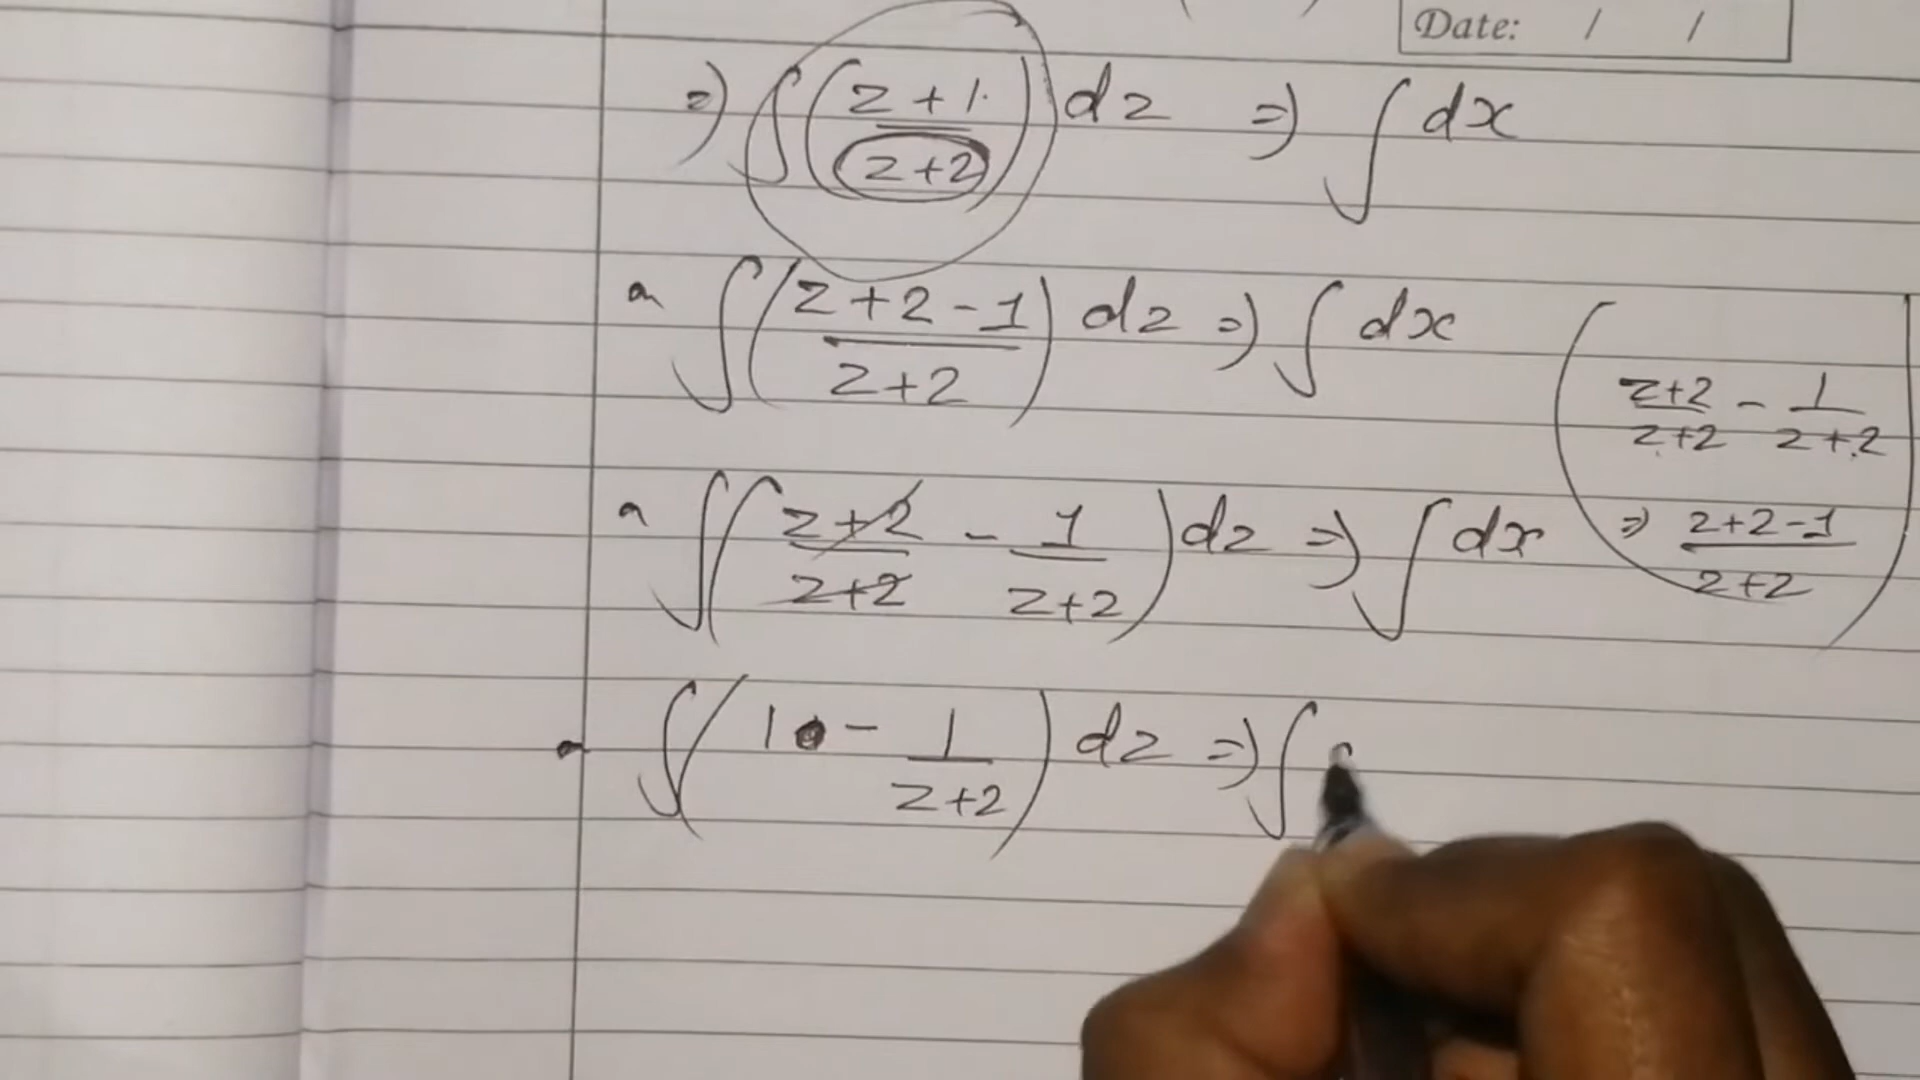 Date: / /
⇒ ∫ ( (z+1)/(z+2) ) dz ⇒ ∫ dx
∫ ( (z+2-1)/(z+2) ) dz ⇒ ∫ dx
(z+2)/(z+2) - 1/(z+2)
∫ ( (z+2)/(z+2) - 1/(z+2) ) dz ⇒ ∫ dx
⇒ (z+2-1)/(z+2)
∫ ( 1 - 1/(z+2) ) dz ⇒ ∫